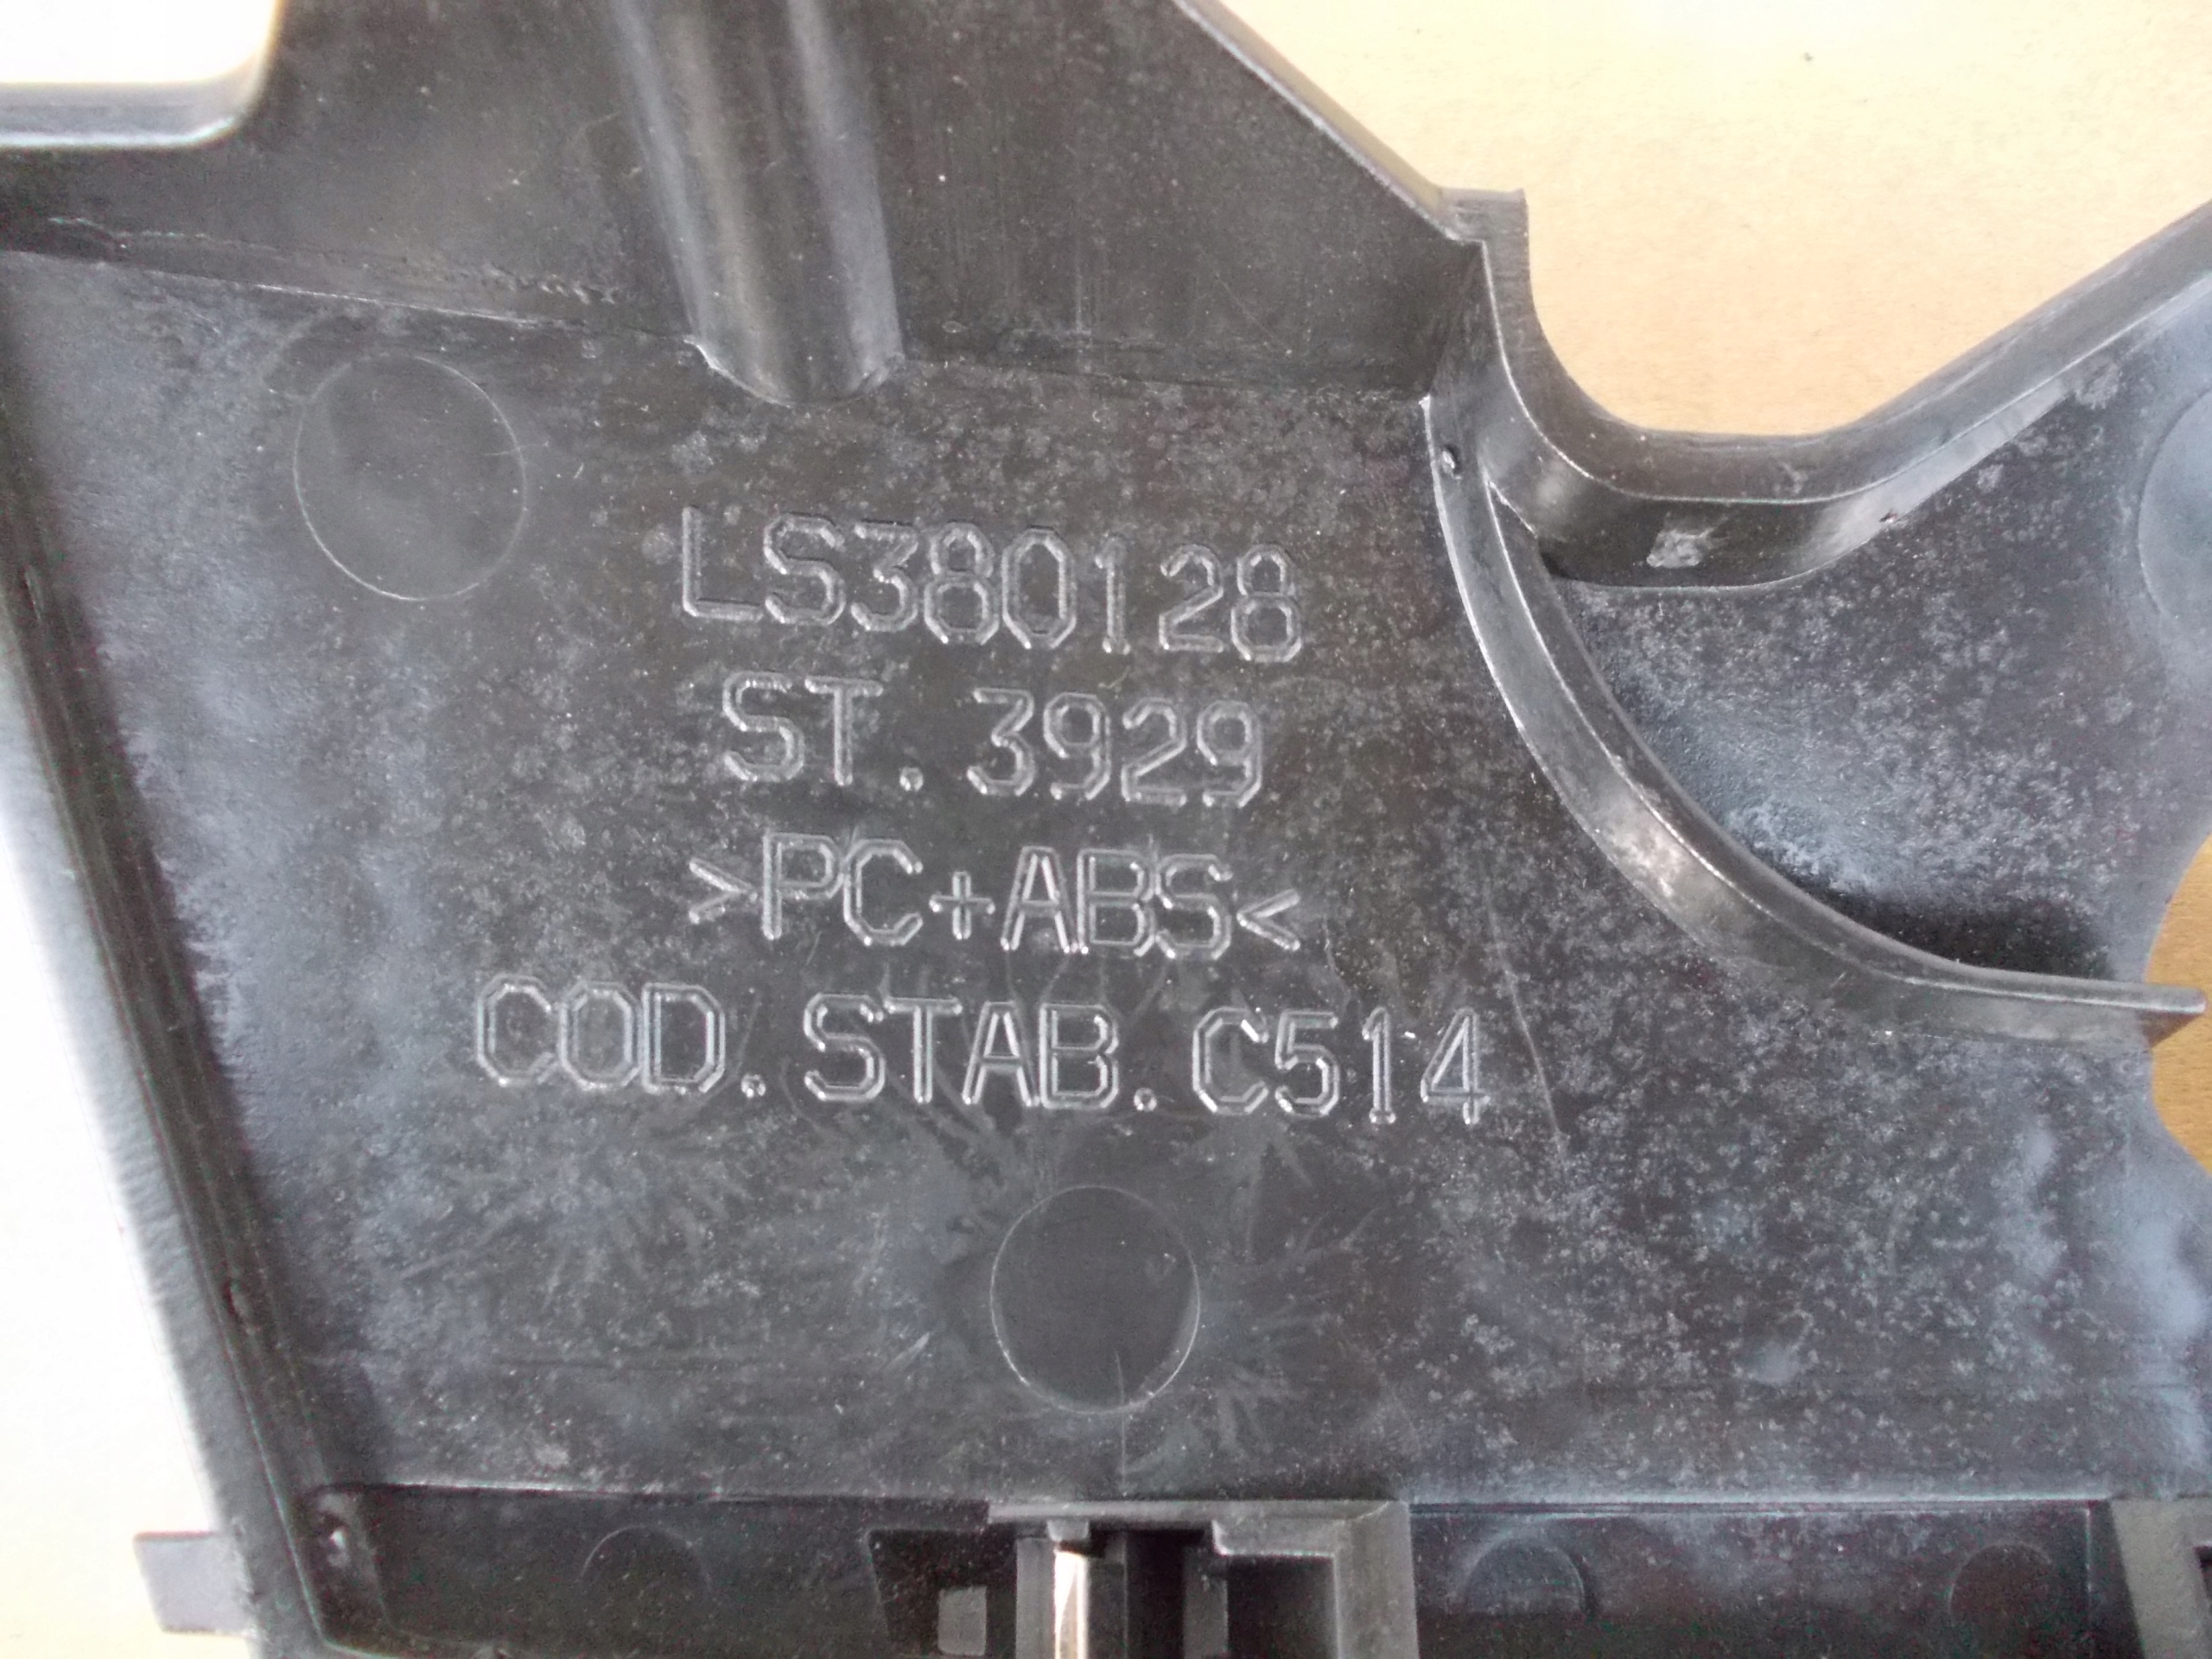 LS380128
ST. 3929
>PC+ABS<
COD. STAB. C514